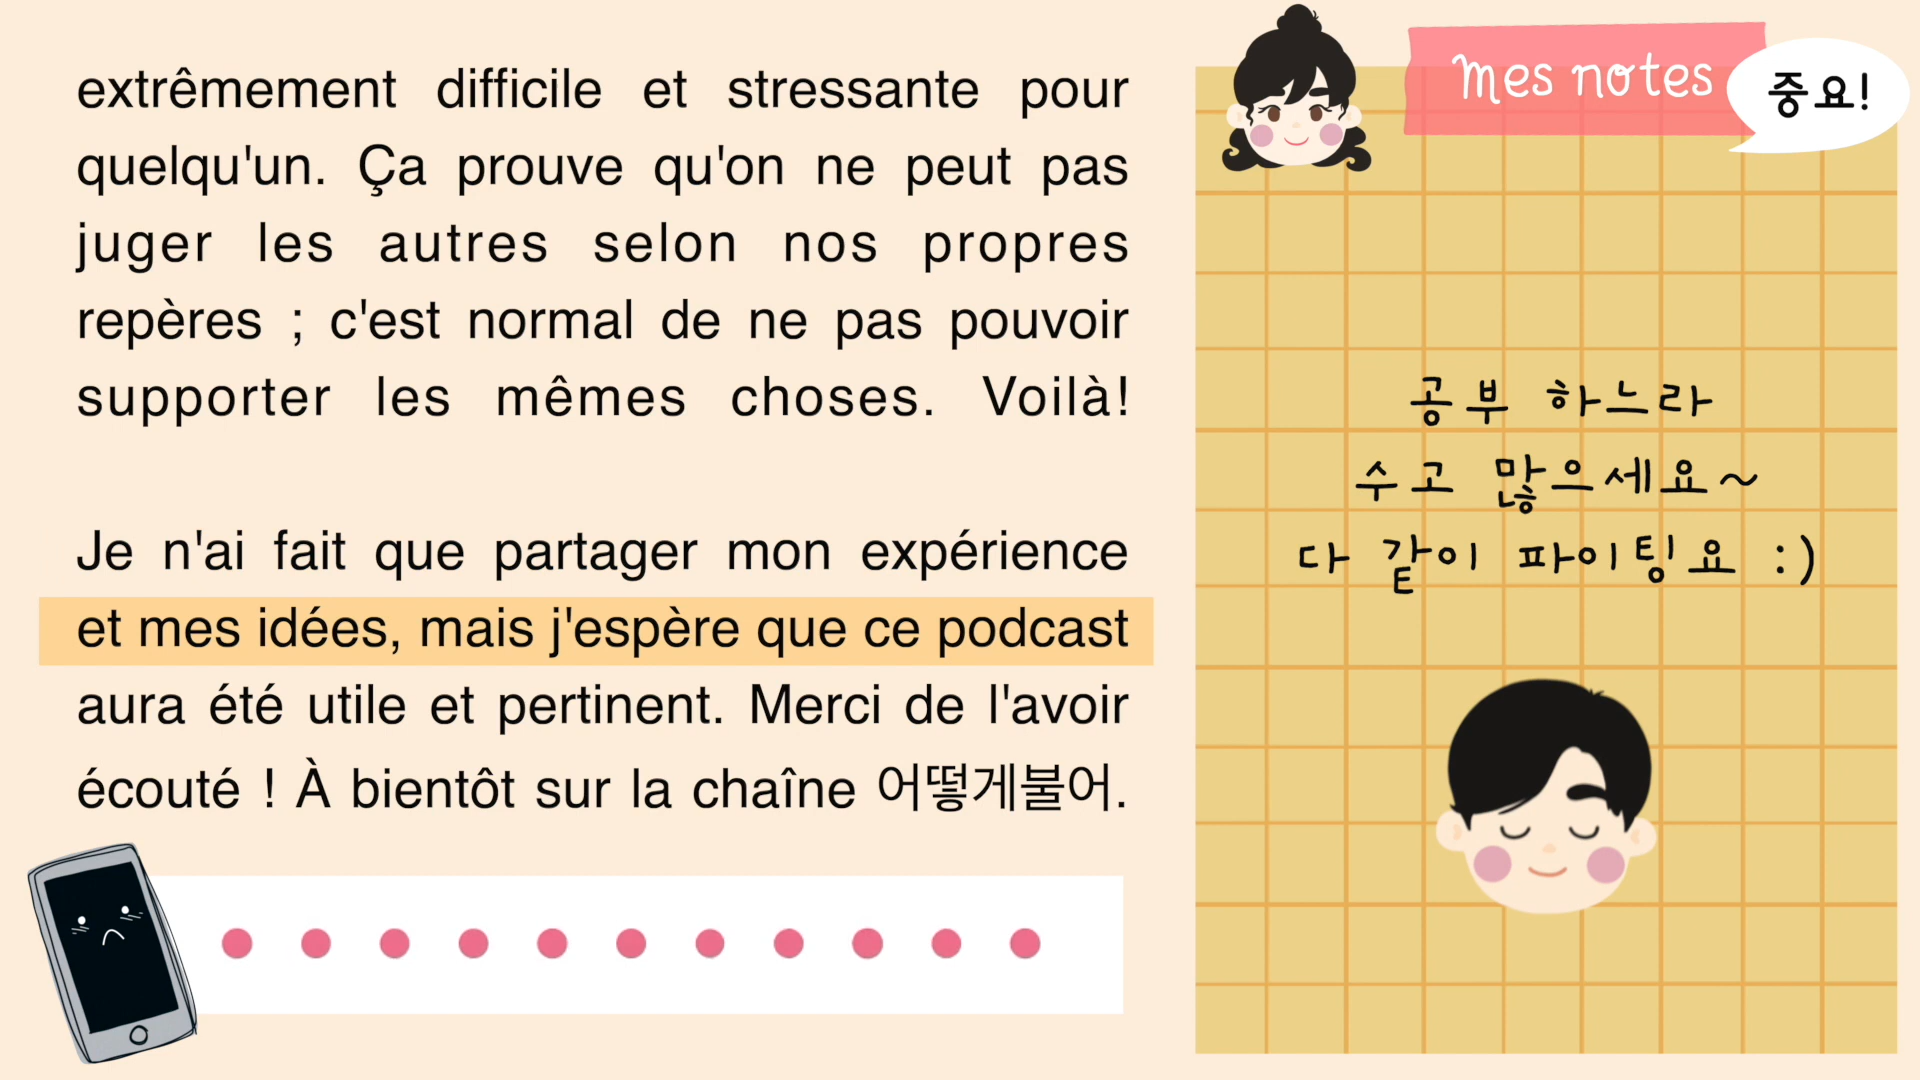 extrêmement difficile et stressante pour
quelqu'un. Ça prouve qu'on ne peut pas
juger les autres selon nos propres
repères ; c'est normal de ne pas pouvoir
supporter les mêmes choses. Voilà!
Je n'ai fait que partager mon expérience
et mes idées, mais j'espère que ce podcast
aura été utile et pertinent. Merci de l'avoir
écouté ! À bientôt sur la chaîne 어떻게불어.
mes notes
중요!
공부 하느라
수고 많으세요~
다 같이 파이팅요 :)